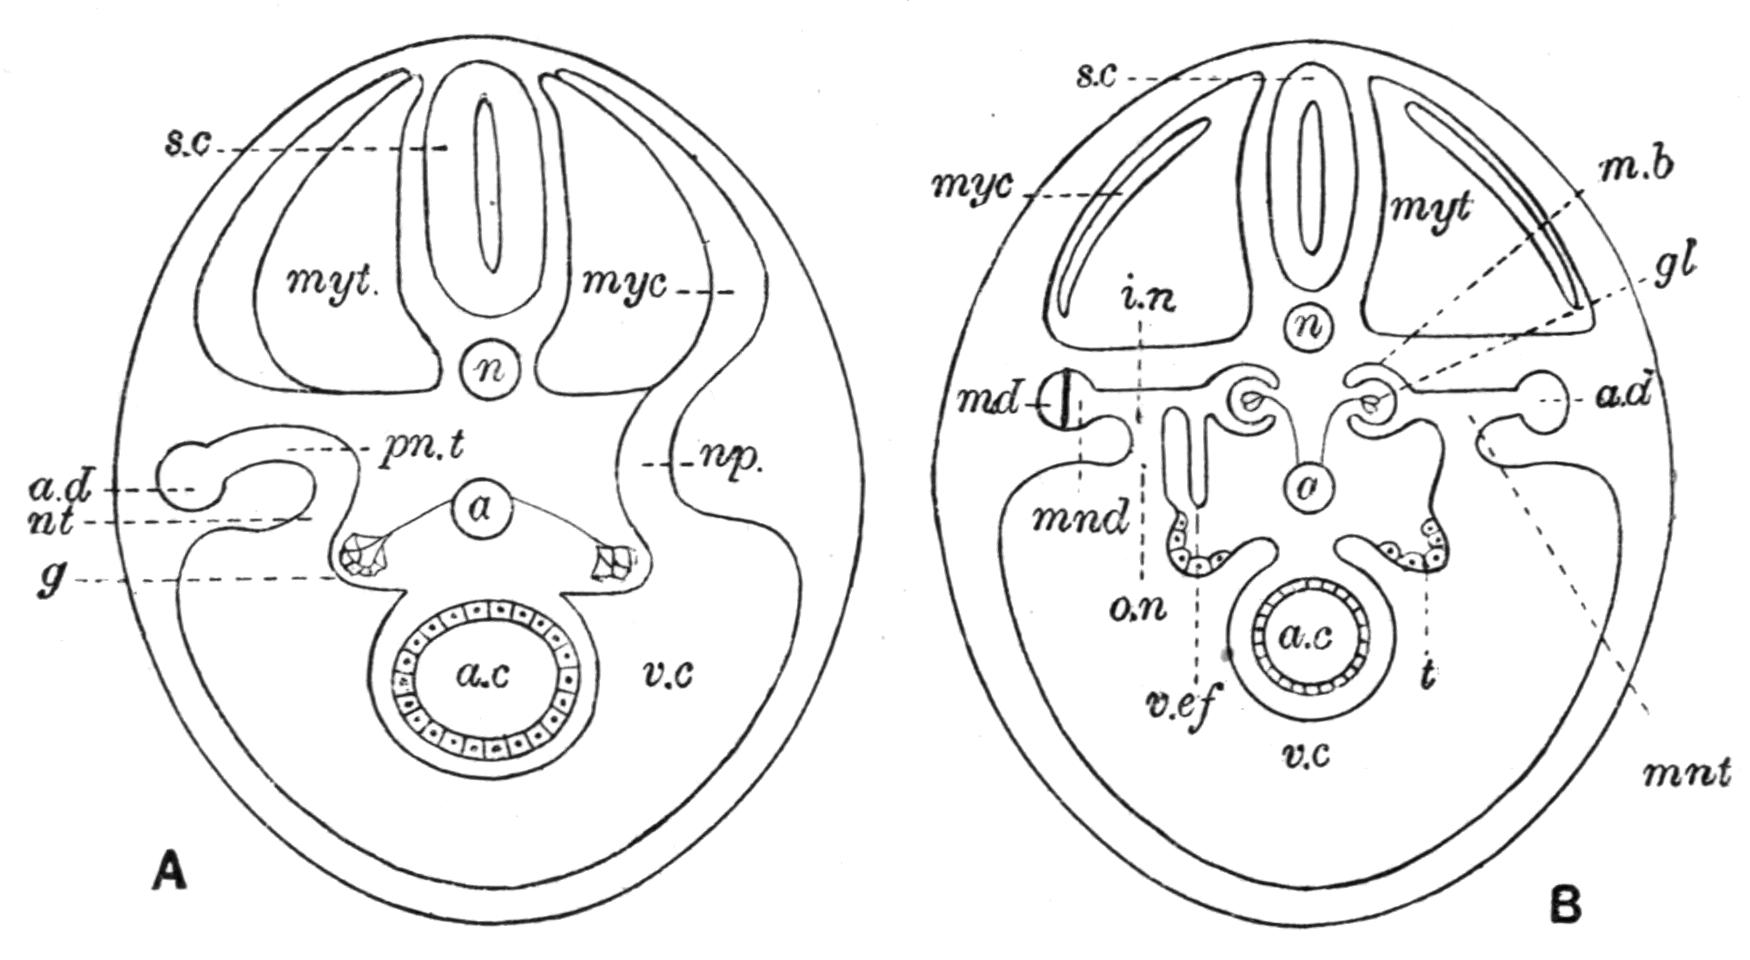 s.c
myt.
myc
n
pn.t
np.
a.d
nt
a
g
a.c
v.c
A
s.c
myc
myt
m.b
gl
i.n
n
md
a.d
mnd
a
o.n
a.c
t
v.ef
v.c
mnt
B